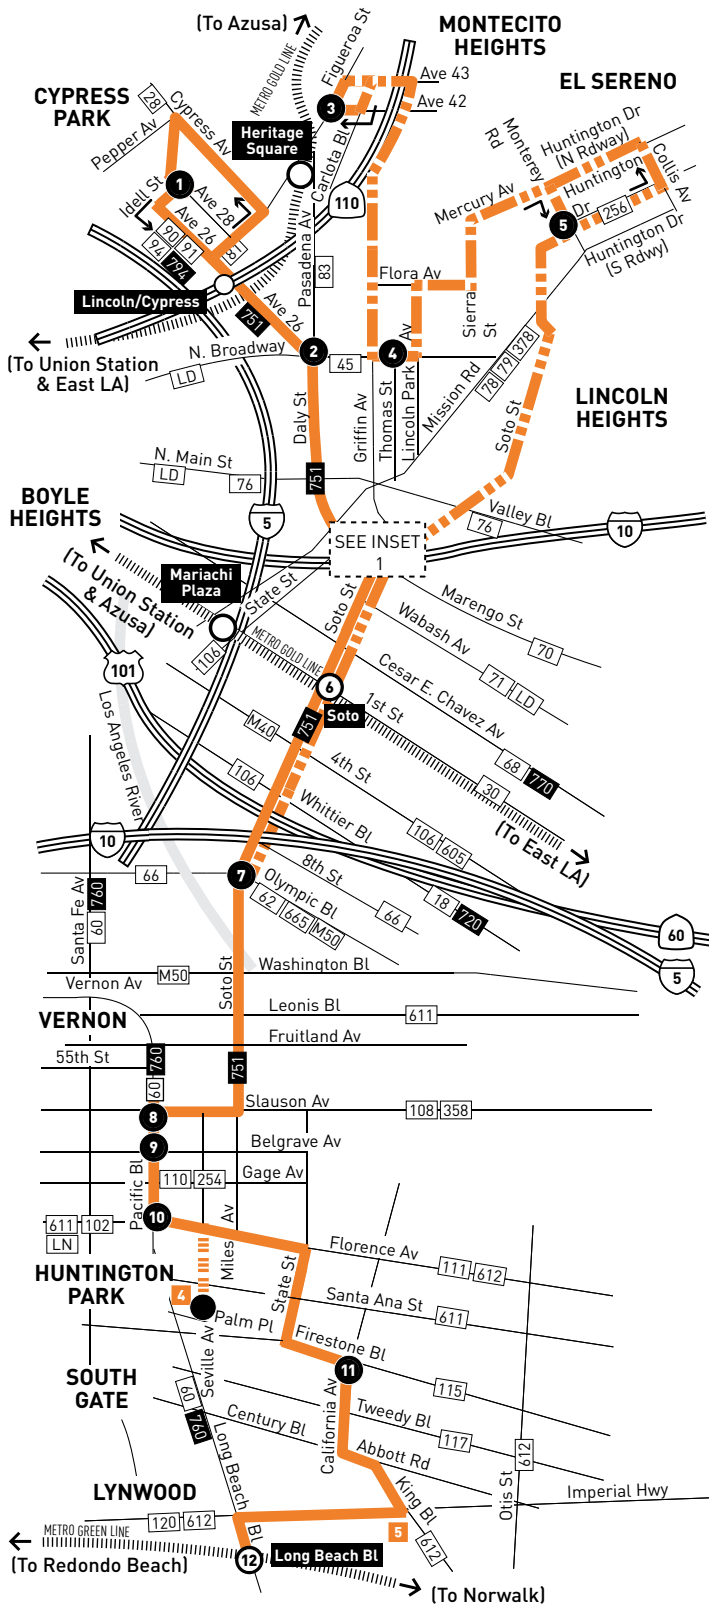 (To Azusa)
MONTECITO
HEIGHTS
METRO GOLD LINE
Figueroa St
Ave 43
CYPRESS
PARK
28
Cypress Av
Pepper Av
3
Ave 42
EL SERENO
Heritage
Square
Carlota Bl
Monterey
Rd
Huntington Dr
(N Rdway)
Collis Av
1
Idell St
Ave 28
Ave 26
110
Mercury Av
Huntington
Dr
256
5
Huntington Dr
(S Rdwy)
90
91
94
794
81
Pasadena Av
83
Flora Av
Sierra
St
Lincoln/Cypress
751
Ave 26
(To Union Station
& East LA)
N. Broadway
LD
2
45
4
Mission Rd
78
79
378
Daly St
Griffin Av
Thomas St
Lincoln Park
Av
LINCOLN
HEIGHTS
Soto St
N. Main St
LD
76
751
Valley Bl
76
BOYLE
HEIGHTS
5
SEE INSET
1
10
(To Union Station
& Azusa)
Mariachi
Plaza
State St
Soto St
Marengo St
70
106
METRO GOLD LINE
Wabash Av
71
LD
101
Los Angeles River
6
Soto
Cesar E. Chavez Av
68
770
1st St
30
751
M40
4th St
106
605
106
Whittier Bl
18
720
(To East LA)
10
66
7
8th St
66
Olympic Bl
62
665
M50
60
5
Santa Fe Av
760
60
Soto St
Washington Bl
Vernon Av
M50
Leonis Bl
611
VERNON
Fruitland Av
55th St
760
60
751
Slauson Av
8
108
358
9
Belgrave Av
Pacific Bl
110
254
Gage Av
10
611
102
LN
Miles Av
Florence Av
111
612
HUNTINGTON
PARK
4
State St
Santa Ana St
611
Palm Pl
Firestone Bl
SOUTH
GATE
Seville Av
11
115
60
760
Long Beach Bl
Century Bl
California Av
Tweedy Bl
117
Abbott Rd
612
Otis St
LYNWOOD
120
612
King Bl
Imperial Hwy
5
612
METRO GREEN LINE
(To Redondo Beach)
12
Long Beach Bl
(To Norwalk)